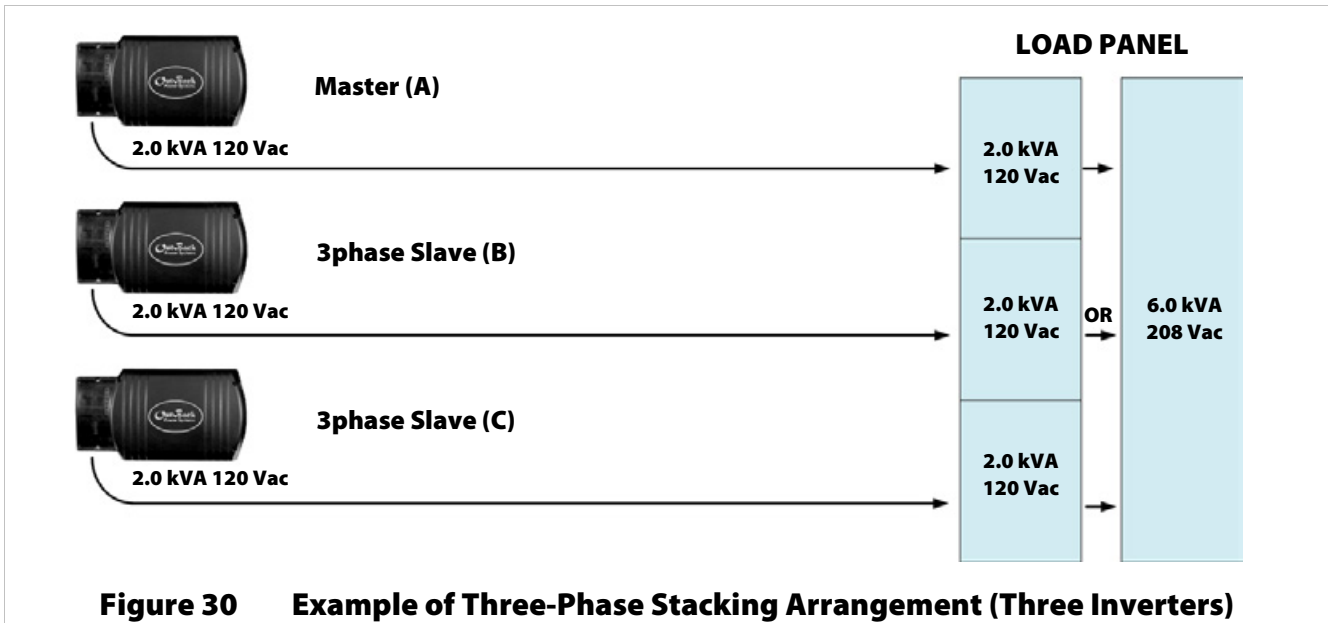 LOAD PANEL
Master (A)
2.0 kVA 120 Vac
2.0 kVA
120 Vac
3phase Slave (B)
2.0 kVA 120 Vac
2.0 kVA
120 Vac
OR
6.0 kVA
208 Vac
3phase Slave (C)
2.0 kVA 120 Vac
2.0 kVA
120 Vac
Figure 30 Example of Three-Phase Stacking Arrangement (Three Inverters)